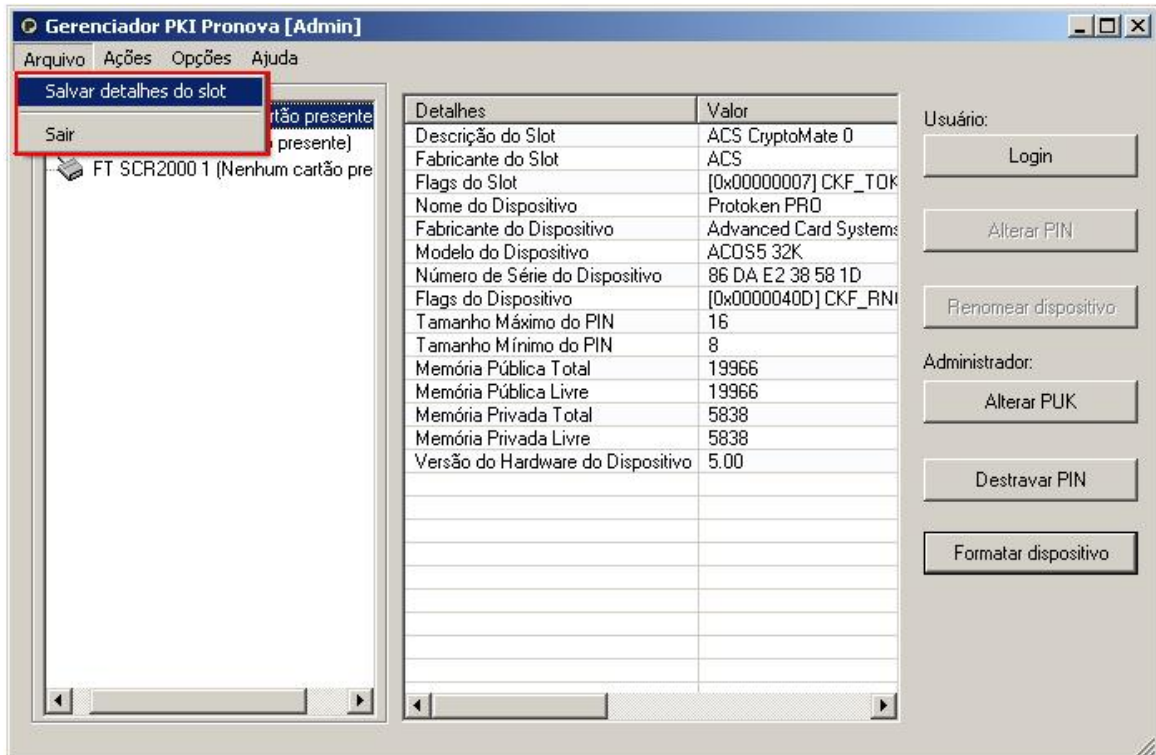 Gerenciador PKI Pronova [Admin]
Arquivo Ações Opções Ajuda
Salvar detalhes do slot
Sair
cartão presente
presente)
FT SCR2000 1 (Nenhum cartão pre
Detalhes Valor
Descrição do Slot ACS CryptoMate 0
Fabricante do Slot ACS
Flags do Slot [0x00000007] CKF_TOK
Nome do Dispositivo Protoken PRO
Fabricante do Dispositivo Advanced Card Systems
Modelo do Dispositivo ACOS5 32K
Número de Série do Dispositivo 86 DA E2 38 58 1D
Flags do Dispositivo [0x0000040D] CKF_RN
Tamanho Máximo do PIN 16
Tamanho Mínimo do PIN 8
Memória Pública Total 19966
Memória Pública Livre 19966
Memória Privada Total 5838
Memória Privada Livre 5838
Versão do Hardware do Dispositivo 5.00
Usuário:
Login
Alterar PIN
Renomear dispositivo
Administrador:
Alterar PUK
Destravar PIN
Formatar dispositivo